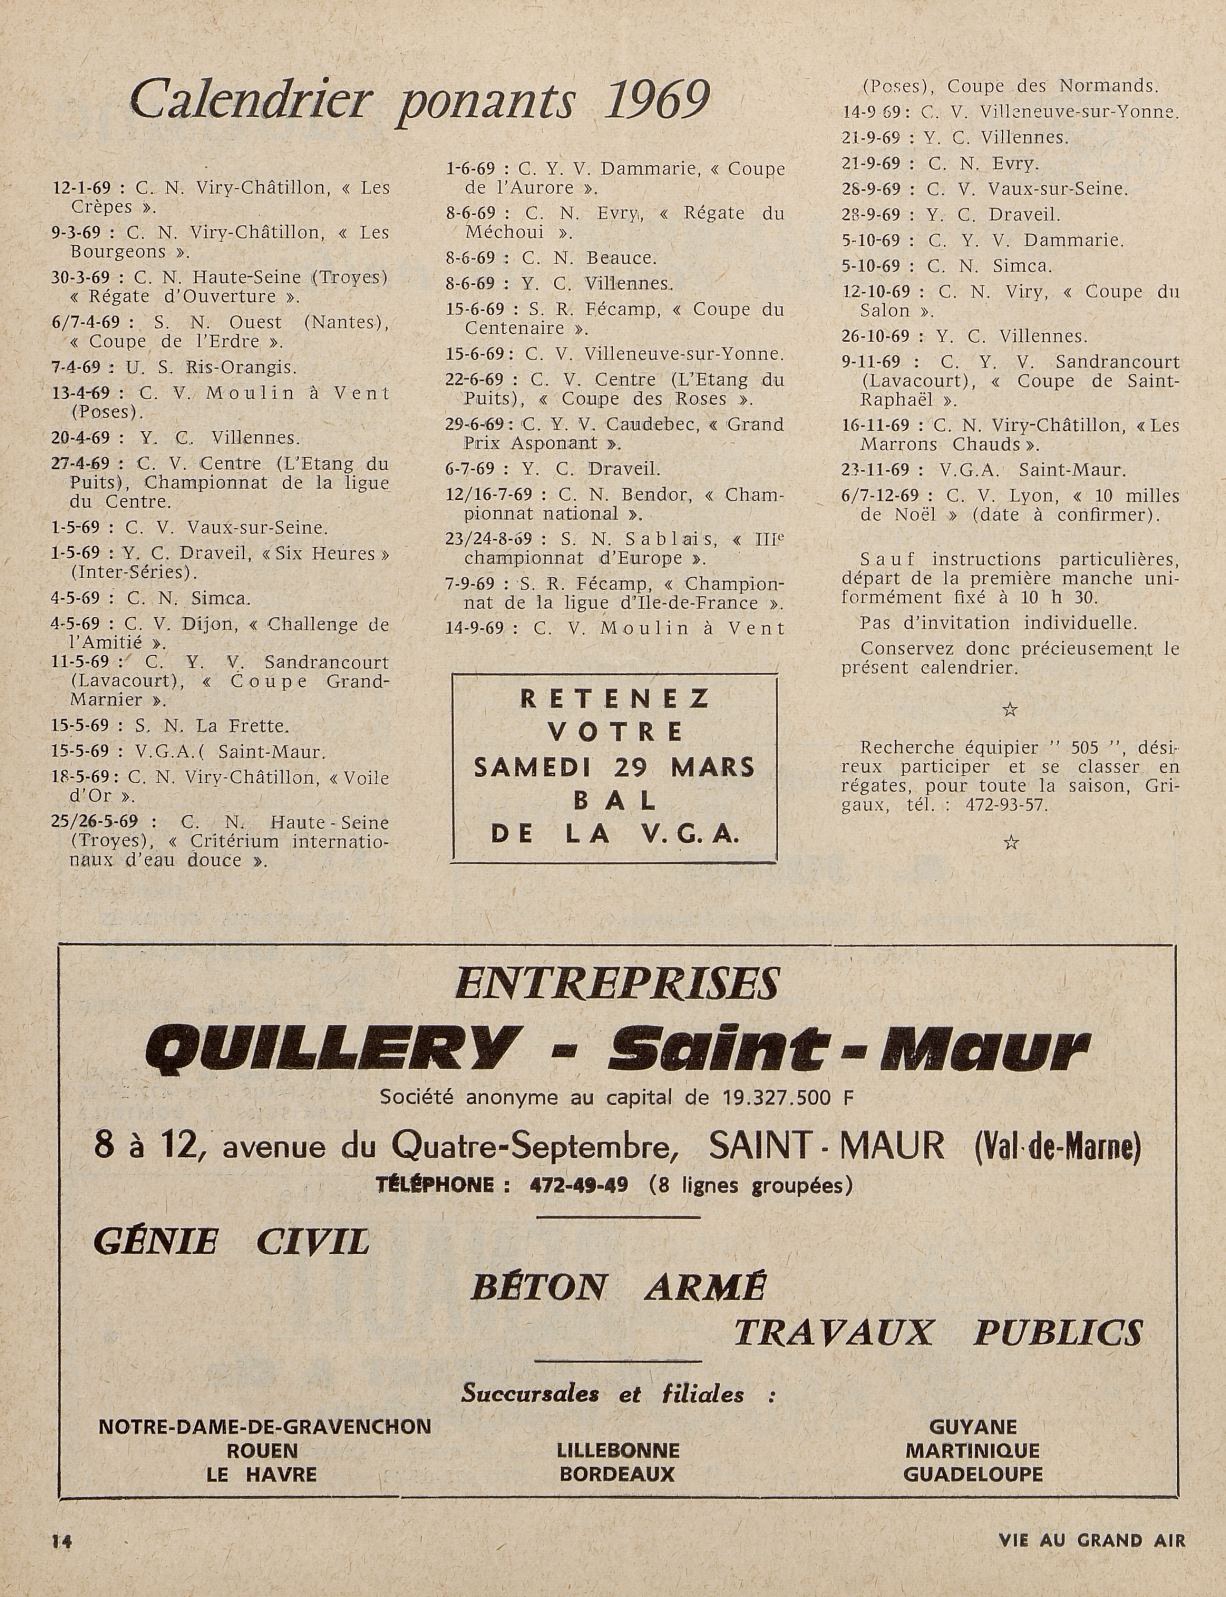 Calendrier ponants 1969
12-1-69 : C. N. Viry-Châtillon, « Les
Crèpes ».
9-3-69 : C. N. Viry-Châtillon, « Les
Bourgeons ».
30-3-69 : C. N. Haute-Seine (Troyes)
« Régate d'Ouverture ».
6/7-4-69 : S. N. Ouest (Nantes),
« Coupe de l'Erdre ».
7-4-69 : U. S. Ris-Orangis.
13-4-69 : C. V. Moulin à Vent
(Poses).
20-4-69 : Y. C. Villennes.
27-4-69 : C. V. Centre (L'Etang du
Puits), Championnat de la ligue
du Centre.
1-5-69 : C. V. Vaux-sur-Seine.
1-5-69 : Y. C. Draveil, « Six Heures »
(Inter-Séries).
4-5-69 : C. N. Simca.
4-5-69 : C. V. Dijon, « Challenge de
l'Amitié ».
11-5-69 : C. Y. V. Sandrancourt
(Lavacourt), « Coupe Grand-
Marnier ».
15-5-69 : S. N. La Frette.
15-5-69 : V.G.A.( Saint-Maur.
18-5-69 : C. N. Viry-Châtillon, « Voile
d'Or ».
25/26-5-69 : C. N. Haute-Seine
(Troyes), « Critérium internatio-
naux d'eau douce ».
1-6-69 : C. Y. V. Dammarie, « Coupe
de l'Aurore ».
8-6-69 : C. N. Evry, « Régate du
Méchoui ».
8-6-69 : C. N. Beauce.
8-6-69 : Y. C. Villennes.
15-6-69 : S. R. Fécamp, « Coupe du
Centenaire ».
15-6-69 : C. V. Villeneuve-sur-Yonne.
22-6-69 : C. V. Centre (L'Etang du
Puits), « Coupe des Roses ».
29-6-69 : C. Y. V. Caudebec, « Grand
Prix Asponant ».
6-7-69 : Y. C. Draveil.
12/16-7-69 : C. N. Bendor, « Cham-
pionnat national ».
23/24-8-69 : S. N. Sablais, « IIIe
championnat d'Europe ».
7-9-69 : S. R. Fécamp, « Champion-
nat de la ligue d'Ile-de-France ».
14-9-69 : C. V. Moulin à Vent
RETENEZ
VOTRE
SAMEDI 29 MARS
BAL
DE LA V.G.A.
(Poses), Coupe des Normands.
14-9 69 : C. V. Villeneuve-sur-Yonne.
21-9-69 : Y. C. Villennes.
21-9-69 : C. N. Evry.
28-9-69 : C. V. Vaux-sur-Seine.
28-9-69 : Y. C. Draveil.
5-10-69 : C. Y. V. Dammarie.
5-10-69 : C. N. Simca.
12-10-69 : C. N. Viry, « Coupe du
Salon ».
26-10-69 : Y. C. Villennes.
9-11-69 : C. Y. V. Sandrancourt
(Lavacourt), « Coupe de Saint-
Raphaël ».
16-11-69 : C. N. Viry-Châtillon, « Les
Marrons Chauds ».
23-11-69 : V.G.A. Saint-Maur.
6/7-12-69 : C. V. Lyon, « 10 milles
de Noël » (date à confirmer).
Sauf instructions particulières,
départ de la première manche uni-
formément fixé à 10 h 30.
Pas d'invitation individuelle.
Conservez donc précieusement le
présent calendrier.
☆
Recherche équipier " 505 ", dési-
reux participer et se classer en
régates, pour toute la saison, Gri-
gaux, tél. : 472-93-57.
☆
ENTREPRISES
QUILLERY - Saint-Maur
Société anonyme au capital de 19.327.500 F
8 à 12, avenue du Quatre-Septembre, SAINT-MAUR (Val-de-Marne)
TÉLÉPHONE : 472-49-49 (8 lignes groupées)
GÉNIE CIVIL
BÉTON ARMÉ
TRAVAUX PUBLICS
Succursales et filiales :
NOTRE-DAME-DE-GRAVENCHON
ROUEN
LE HAVRE
LILLEBONNE
BORDEAUX
GUYANE
MARTINIQUE
GUADELOUPE
14
VIE AU GRAND AIR